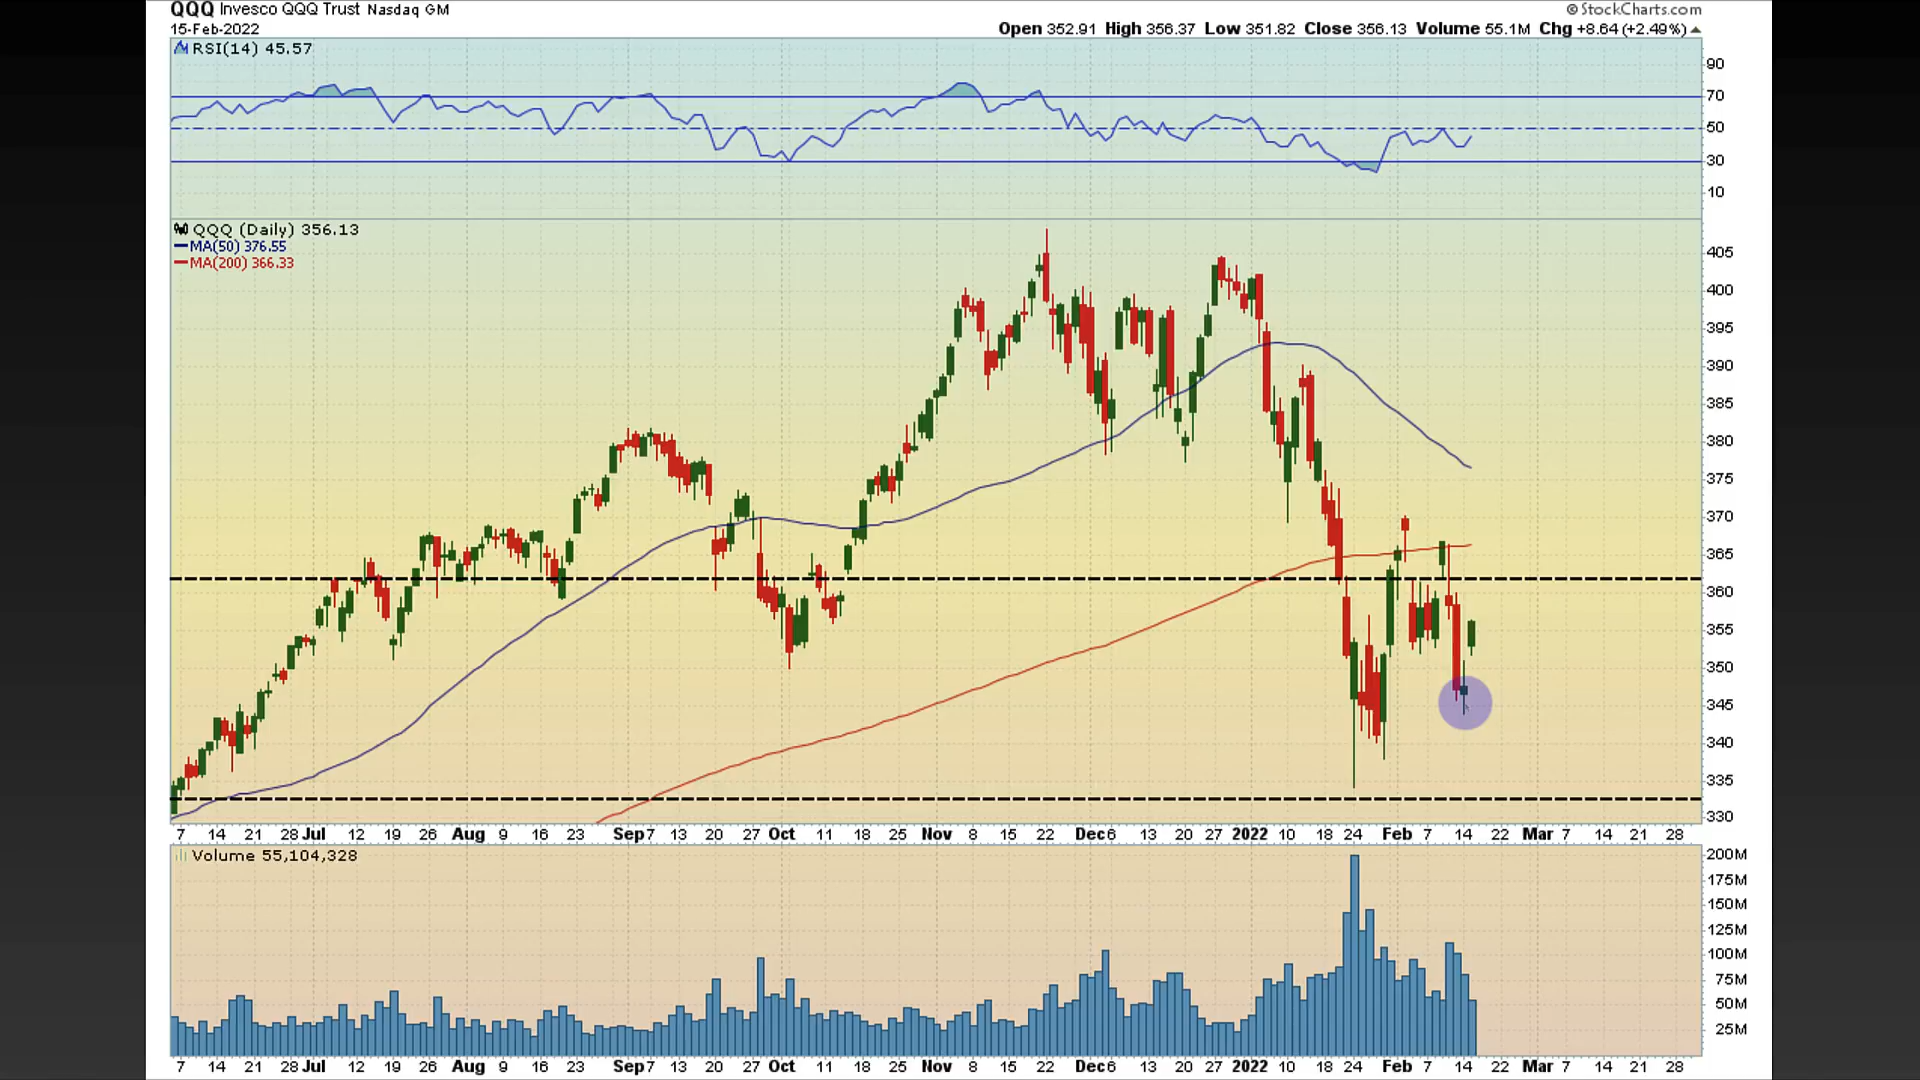 QQQ Invesco QQQ Trust Nasdaq GM © StockCharts.com
15-Feb-2022 Open 352.91 High 356.37 Low 351.82 Close 356.13 Volume 55.1M Chg +8.64 (+2.49%)
RSI(14) 45.57
90
70
50
30
10
QQQ (Daily) 356.13
MA(50) 376.55
MA(200) 366.33
405
400
395
390
385
380
375
370
365
360
355
350
345
340
335
330
7 14 21 28 Jul 12 19 26 Aug 9 16 23 Sep 7 13 20 27 Oct 11 18 25 Nov 8 15 22 Dec 6 13 20 27 2022 10 18 24 Feb 7 14 22 Mar 7 14 21 28
Volume 55,104,328
200M
175M
150M
125M
100M
75M
50M
25M
7 14 21 28 Jul 12 19 26 Aug 9 16 23 Sep 7 13 20 27 Oct 11 18 25 Nov 8 15 22 Dec 6 13 20 27 2022 10 18 24 Feb 7 14 22 Mar 7 14 21 28